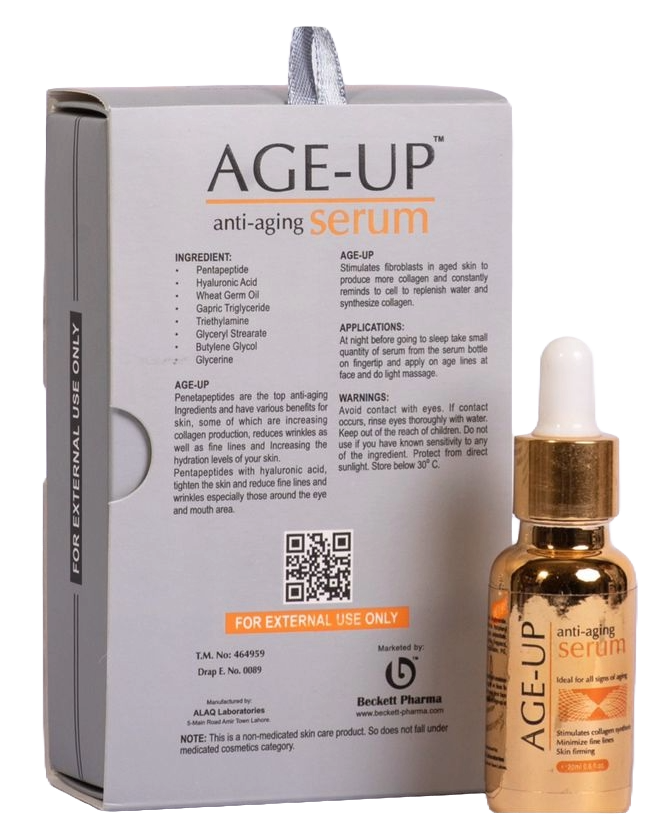 AGE-UP™
anti-aging serum
INGREDIENT:
• Pentapeptide
• Hyaluronic Acid
• Wheat Germ Oil
• Gapric Triglyceride
• Triethylamine
• Glyceryl Strearate
• Butylene Glycol
• Glycerine
AGE-UP
Penetapeptides are the top anti-aging
Ingredients and have various benefits for
skin, some of which are increasing
collagen production, reduces wrinkles as
well as fine lines and Increasing the
hydration levels of your skin.
Pentapeptides with hyaluronic acid,
tighten the skin and reduce fine lines and
wrinkles especially those around the eye
and mouth area.
AGE-UP
Stimulates fibroblasts in aged skin to
produce more collagen and constantly
reminds to cell to replenish water and
synthesize collagen.
APPLICATIONS:
At night before going to sleep take small
quantity of serum from the serum bottle
on fingertip and apply on age lines at
face and do light massage.
WARNINGS:
Avoid contact with eyes. If contact
occurs, rinse eyes thoroughly with water.
Keep out of the reach of children. Do not
use if you have known sensitivity to any
of the ingredient. Protect from direct
sunlight. Store below 30° C.
FOR EXTERNAL USE ONLY
T.M. No: 464959
Drap E. No. 0089
Manufactured by:
ALAQ Laboratories
5-Main Road Amir Town Lahore.
Marketed by:
Beckett Pharma
www.beckett-pharma.com
NOTE: This is a non-medicated skin care product. So does not fall under
medicated cosmetics category.
FOR EXTERNAL USE ONLY
AGE-UP
anti-aging
serum
Ideal for all signs of aging
Stimulates collagen
Minimize fine lines
Skin firming